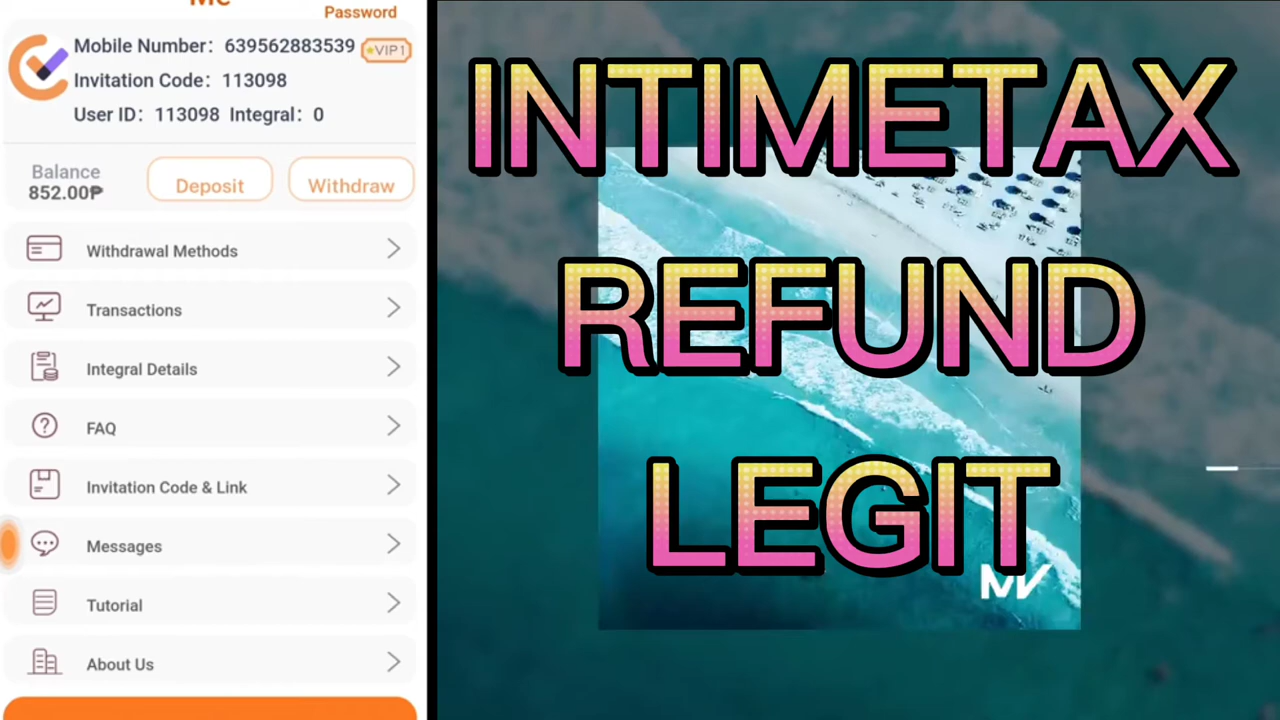 Password
Mobile Number: 639562883539
VIP1
Invitation Code: 113098
User ID: 113098 Integral: 0
Balance
852.00₱
Deposit
Withdraw
Withdrawal Methods
Transactions
Integral Details
FAQ
Invitation Code & Link
Messages
Tutorial
About Us
INTIMETAX
REFUND
LEGIT